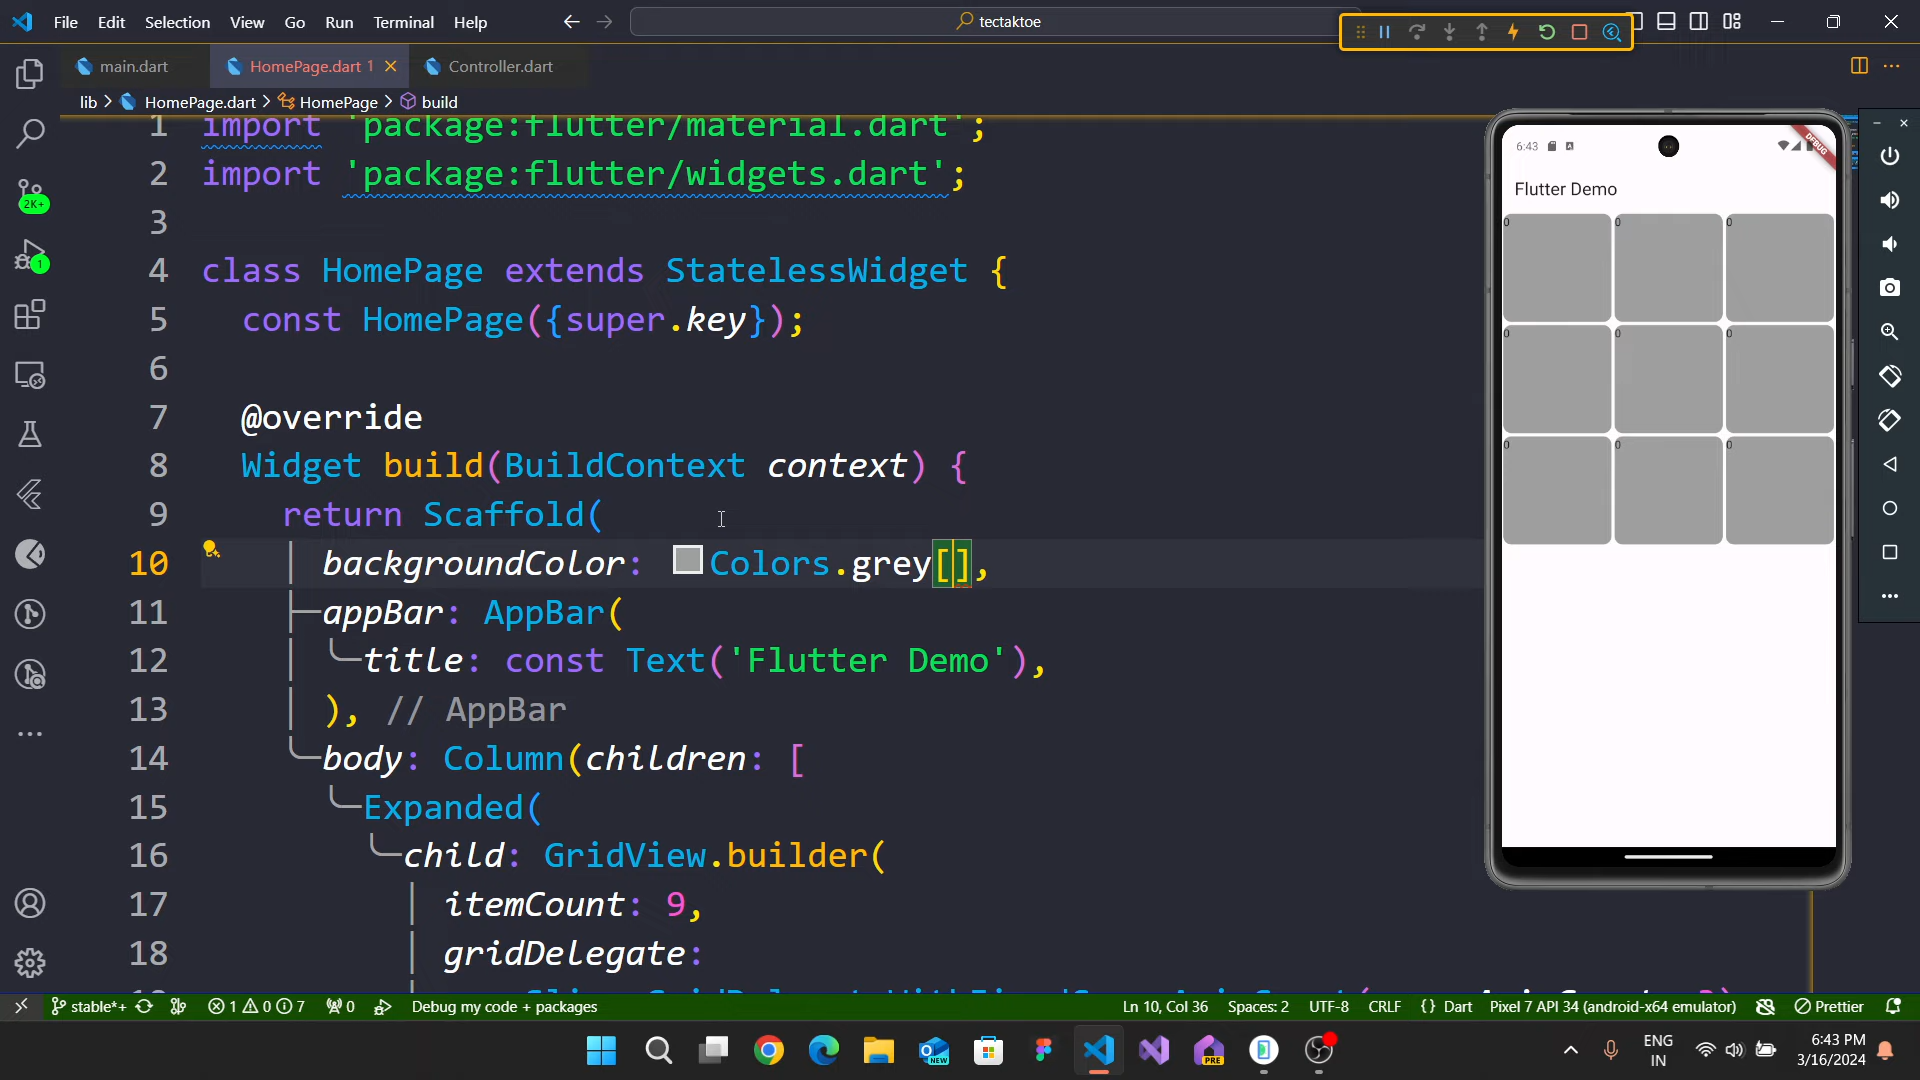 File Edit Selection View Go Run Terminal Help
tectaktoe
main.dart
HomePage.dart 1
Controller.dart
lib > HomePage.dart > HomePage > build
1 import 'package:flutter/material.dart';
2 import 'package:flutter/widgets.dart';
3
4 class HomePage extends StatelessWidget {
5 const HomePage({super.key});
6
7 @override
8 Widget build(BuildContext context) {
9 return Scaffold(
10 backgroundColor: Colors.grey[],
11 appBar: AppBar(
12 title: const Text('Flutter Demo'),
13 ), // AppBar
14 body: Column(children: [
15 Expanded(
16 child: GridView.builder(
17 itemCount: 9,
18 gridDelegate:
2K+
1
6:43
DEBUG
Flutter Demo
0 0 0
0 0 0
0 0 0
stable*+ 1 0 7 0 Debug my code + packages
Ln 10, Col 36 Spaces: 2 UTF-8 CRLF {} Dart Pixel 7 API 34 (android-x64 emulator) Prettier
NEW
PRE
ENG
IN
6:43 PM
3/16/2024